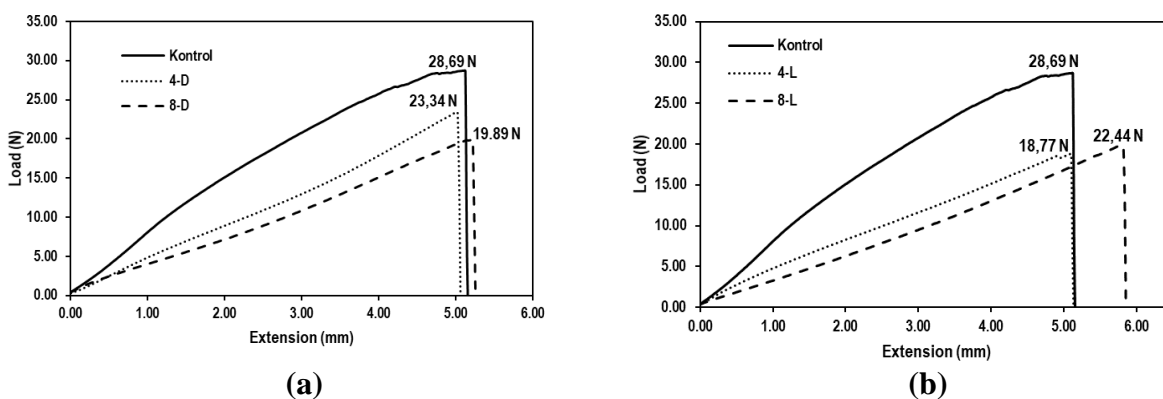 35.00
30.00
25.00
20.00
15.00
10.00
5.00
0.00
Load (N)
Kontrol
4-D
8-D
28,69 N
23,34 N
19.89 N
0.00 1.00 2.00 3.00 4.00 5.00 6.00
Extension (mm)
(a)
35.00
30.00
25.00
20.00
15.00
10.00
5.00
0.00
Load (N)
Kontrol
4-L
8-L
28,69 N
18,77 N
22,44 N
0.00 1.00 2.00 3.00 4.00 5.00 6.00
Extension (mm)
(b)